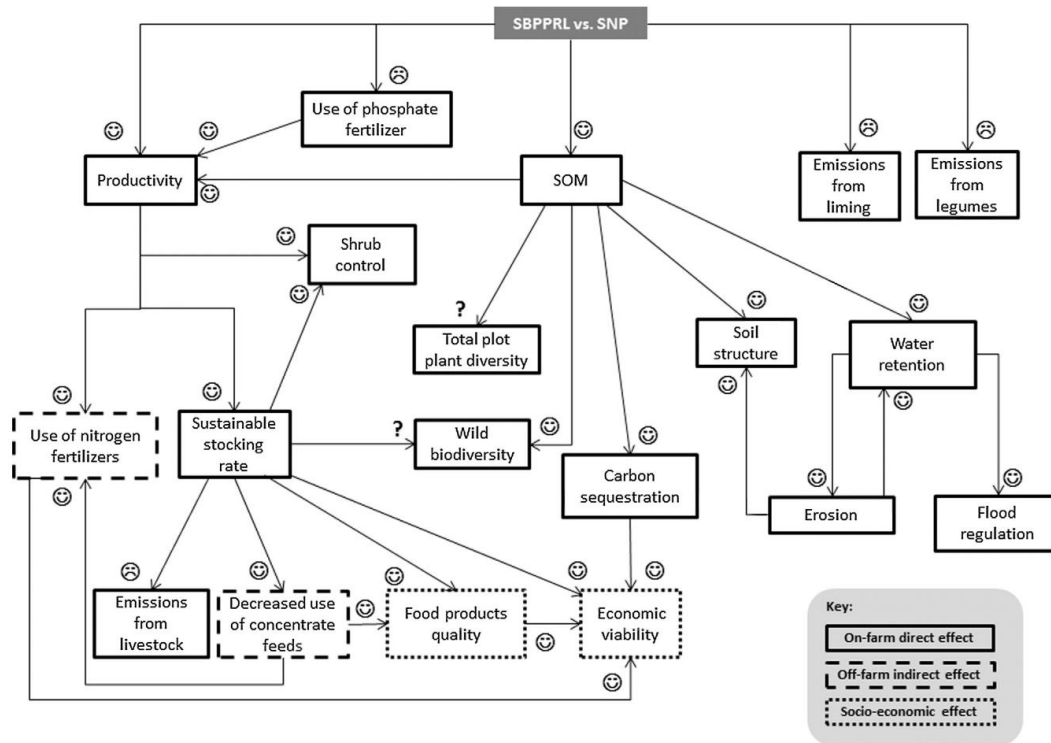 SBPPRL vs. SNP
Use of phosphate
fertilizer
Productivity
SOM
Emissions
from
liming
Emissions
from
legumes
Shrub
control
?
Total plot
plant diversity
Soil
structure
Water
retention
Use of nitrogen
fertilizers
Sustainable
stocking
rate
?
Wild
biodiversity
Carbon
sequestration
Erosion
Flood
regulation
Emissions
from
livestock
Decreased use
of concentrate
feeds
Food products
quality
Economic
viability
Key:
On-farm direct effect
Off-farm indirect effect
Socio-economic effect